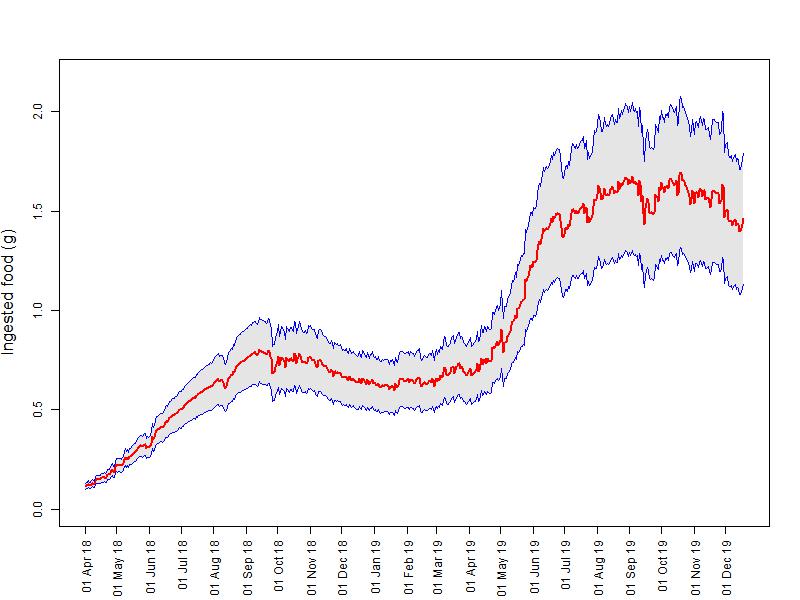 Ingested food (g)
2.0
1.5
1.0
0.5
0.0
01 Apr 18
01 May 18
01 Jun 18
01 Jul 18
01 Aug 18
01 Sep 18
01 Oct 18
01 Nov 18
01 Dec 18
01 Jan 19
01 Feb 19
01 Mar 19
01 Apr 19
01 May 19
01 Jun 19
01 Jul 19
01 Aug 19
01 Sep 19
01 Oct 19
01 Nov 19
01 Dec 19